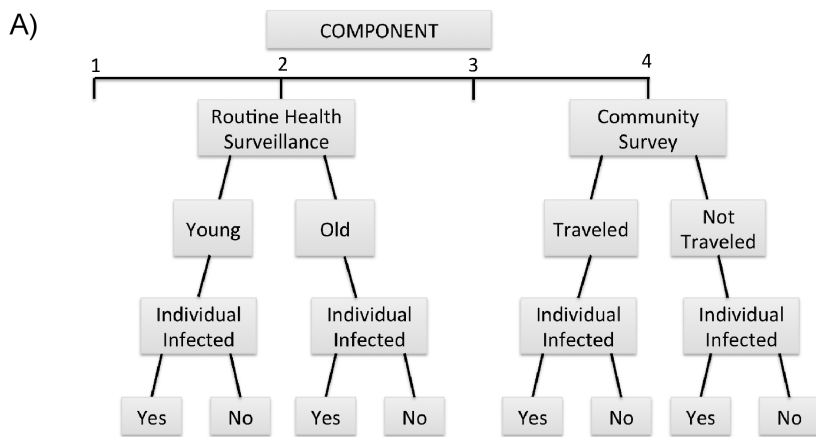 A)
COMPONENT
1 2 3 4
Routine Health
Surveillance
Community
Survey
Young
Old
Traveled
Not
Traveled
Individual
Infected
Individual
Infected
Individual
Infected
Individual
Infected
Yes
No
Yes
No
Yes
No
Yes
No